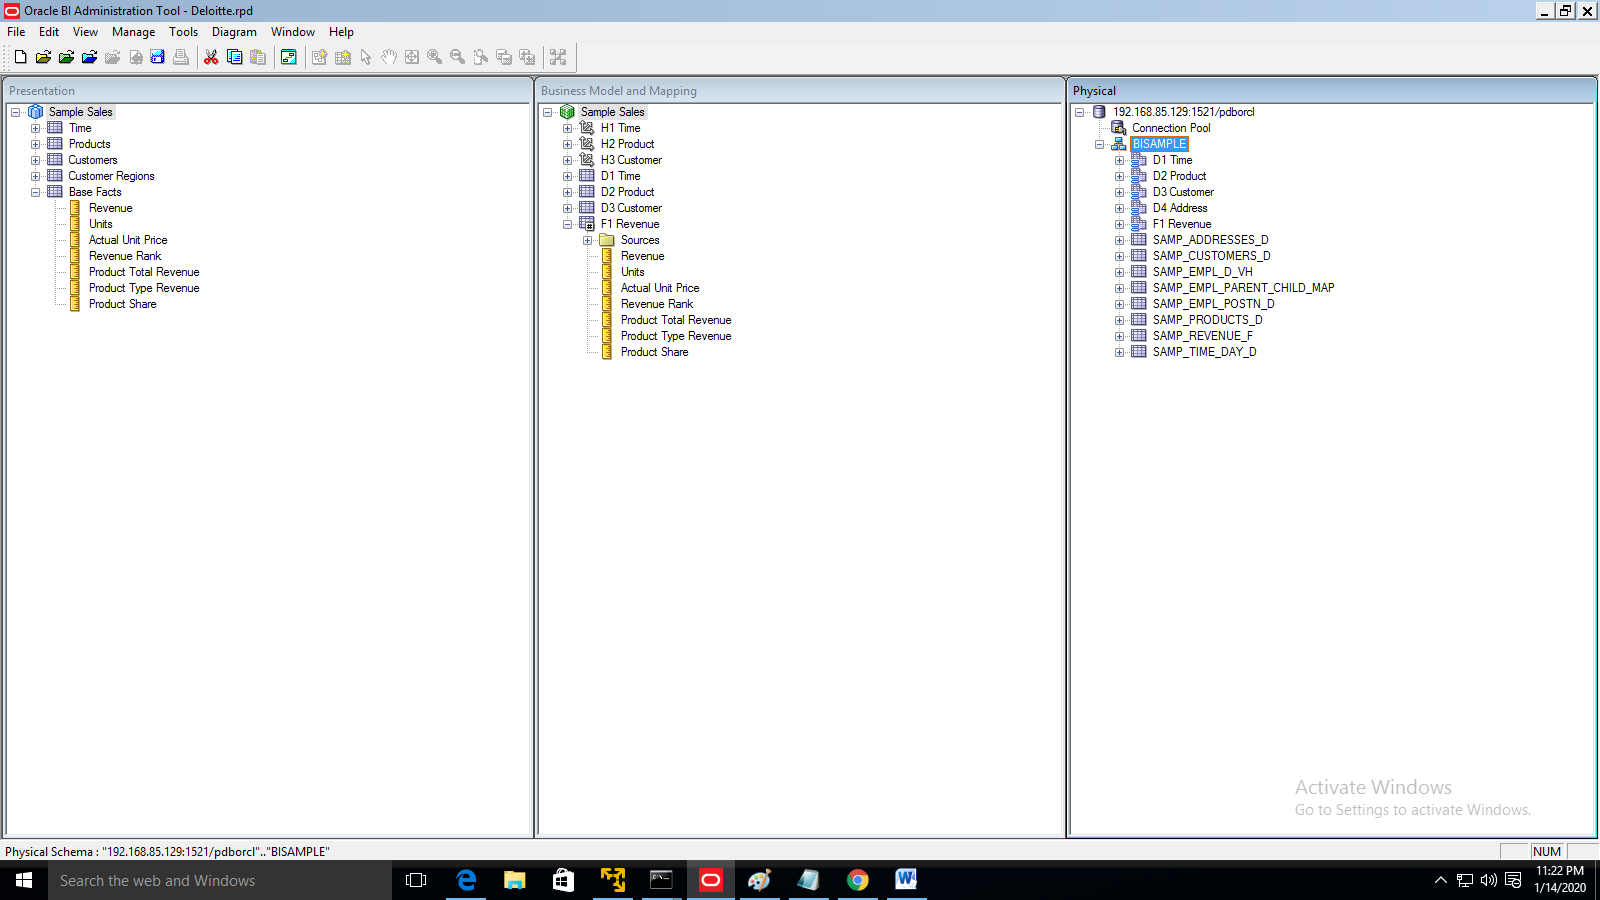 Oracle BI Administration Tool - Deloitte.rpd
File Edit View Manage Tools Diagram Window Help
Presentation
Sample Sales
Time
Products
Customers
Customer Regions
Base Facts
Revenue
Units
Actual Unit Price
Revenue Rank
Product Total Revenue
Product Type Revenue
Product Share
Business Model and Mapping
Sample Sales
H1 Time
H2 Product
H3 Customer
D1 Time
D2 Product
D3 Customer
F1 Revenue
Sources
Revenue
Units
Actual Unit Price
Revenue Rank
Product Total Revenue
Product Type Revenue
Product Share
Physical
192.168.85.129:1521/pdborcl
Connection Pool
BISAMPLE
D1 Time
D2 Product
D3 Customer
D4 Address
F1 Revenue
SAMP_ADDRESSES_D
SAMP_CUSTOMERS_D
SAMP_EMPL_D_VH
SAMP_EMPL_PARENT_CHILD_MAP
SAMP_EMPL_POSTN_D
SAMP_PRODUCTS_D
SAMP_REVENUE_F
SAMP_TIME_DAY_D
Activate Windows
Go to Settings to activate Windows.
Physical Schema : "192.168.85.129:1521/pdborcl".."BISAMPLE"
NUM
Search the web and Windows
11:22 PM
1/14/2020